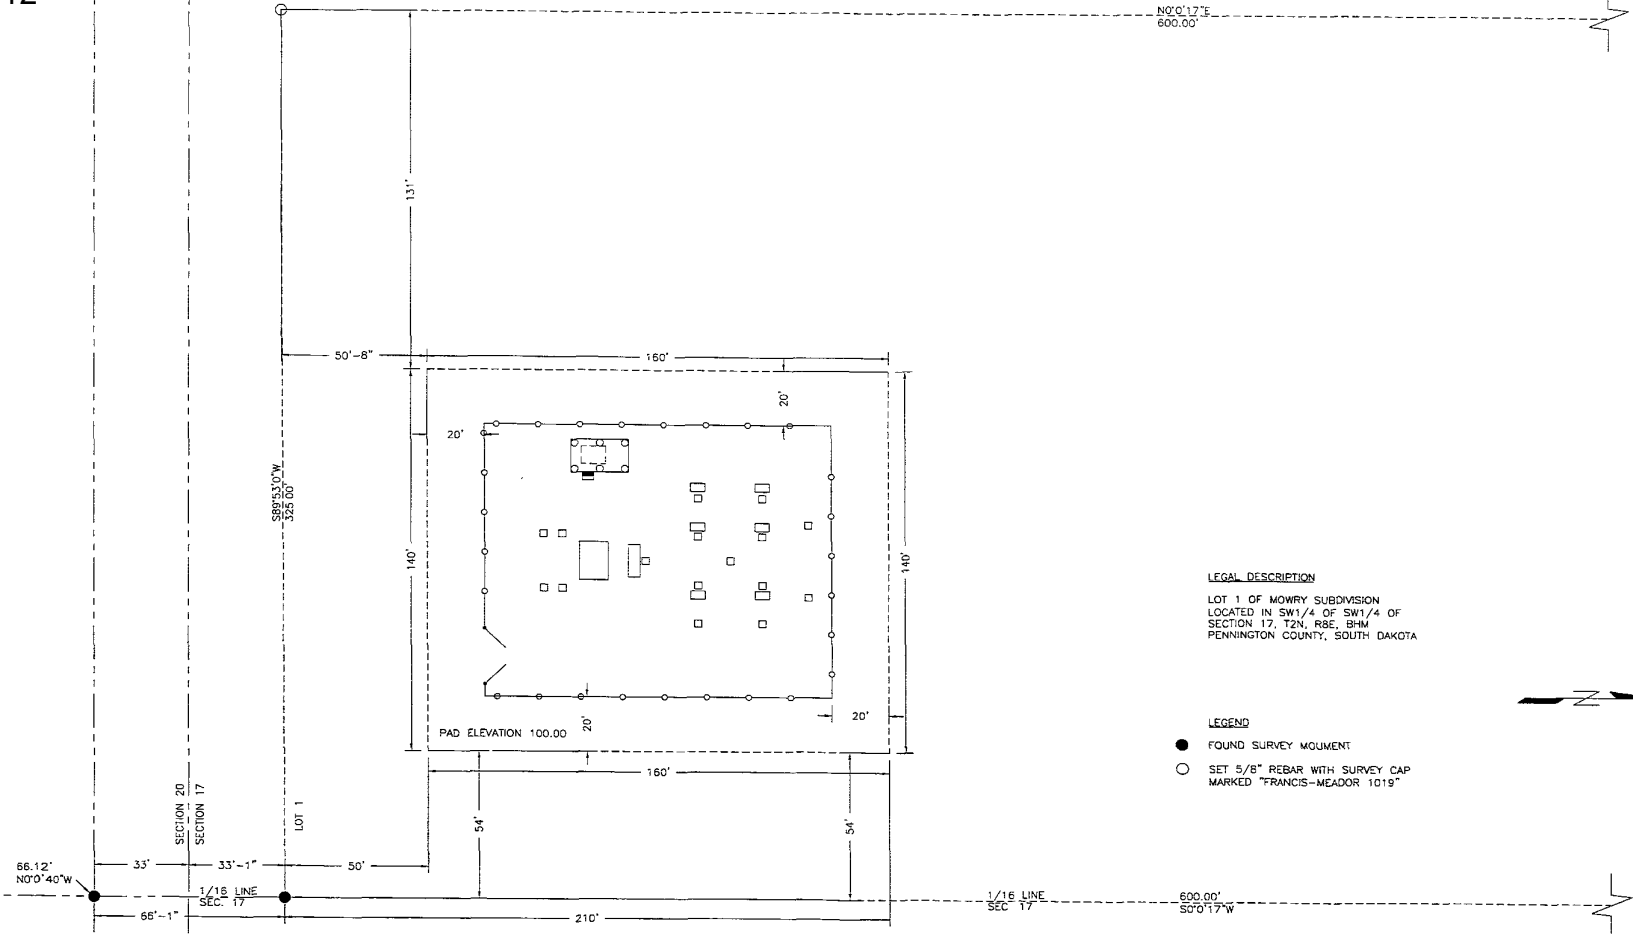 N0°0'17"E
600.00'
131'
50'-8"
160'
20'
20'
S89°53'0"W
325.00'
140'
140'
LEGAL DESCRIPTION
LOT 1 OF MOWRY SUBDIVISION
LOCATED IN SW1/4 OF SW1/4 OF
SECTION 17, T2N, R8E, BHM
PENNINGTON COUNTY, SOUTH DAKOTA
N
20'
20'
PAD ELEVATION 100.00
LEGEND
FOUND SURVEY MOUMENT
SET 5/8" REBAR WITH SURVEY CAP
MARKED "FRANCIS-MEADOR 1019"
160'
SECTION 20
SECTION 17
LOT 1
54'
54'
66.12'
N0°0'40"W
33'
33'-1"
50'
1/16 LINE
SEC. 17
66'-1"
210'
1/16 LINE
SEC 17
600.00'
S0°0'17"W